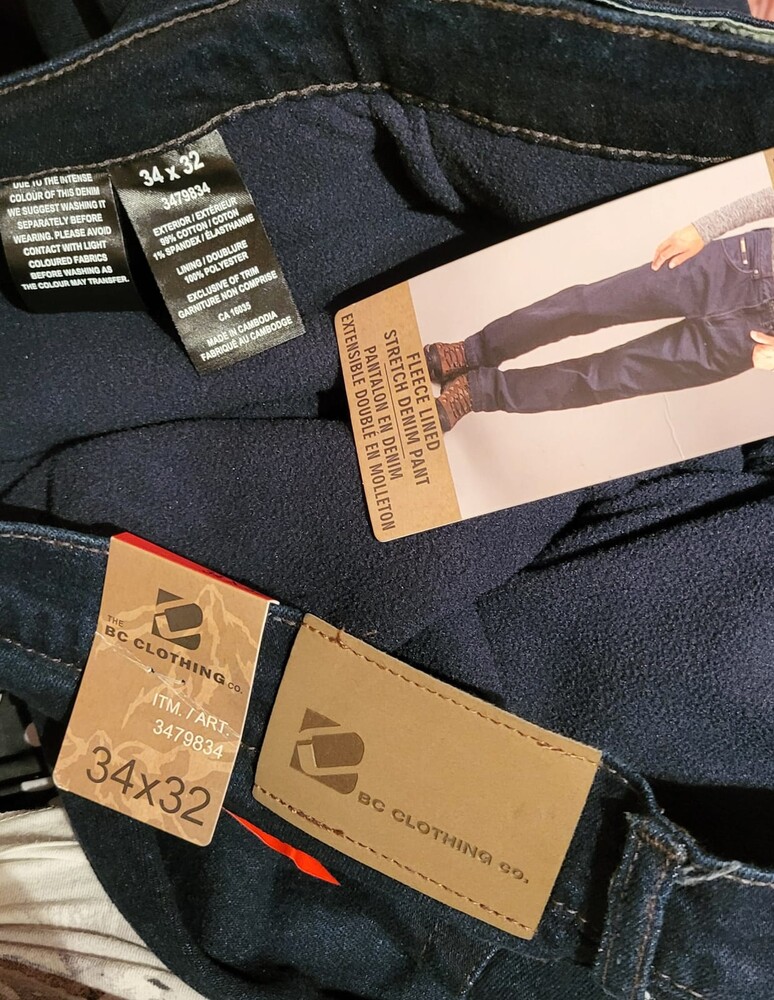 DUE TO THE INTENSE
COLOUR OF THIS DENIM
WE SUGGEST WASHING IT
SEPARATELY BEFORE
WEARING. PLEASE AVOID
CONTACT WITH LIGHT
COLOURED FABRICS
BEFORE WASHING AS
THE COLOUR MAY TRANSFER.
34 x 32
3479834
EXTERIOR / EXTÉRIEUR
99% COTTON / COTON
1% SPANDEX / ÉLASTHANNE
LINING / DOUBLURE
100% POLYESTER
EXCLUSIVE OF TRIM
GARNITURE NON COMPRISE
CA 16035
MADE IN CAMBODIA
FABRIQUÉ AU CAMBODGE
FLEECE LINED
STRETCH DENIM PANT
PANTALON EN DENIM
EXTENSIBLE DOUBLÉ EN MOLLETON
THE
BC CLOTHING CO.
ITM. / ART.
3479834
34x32
BC CLOTHING CO.